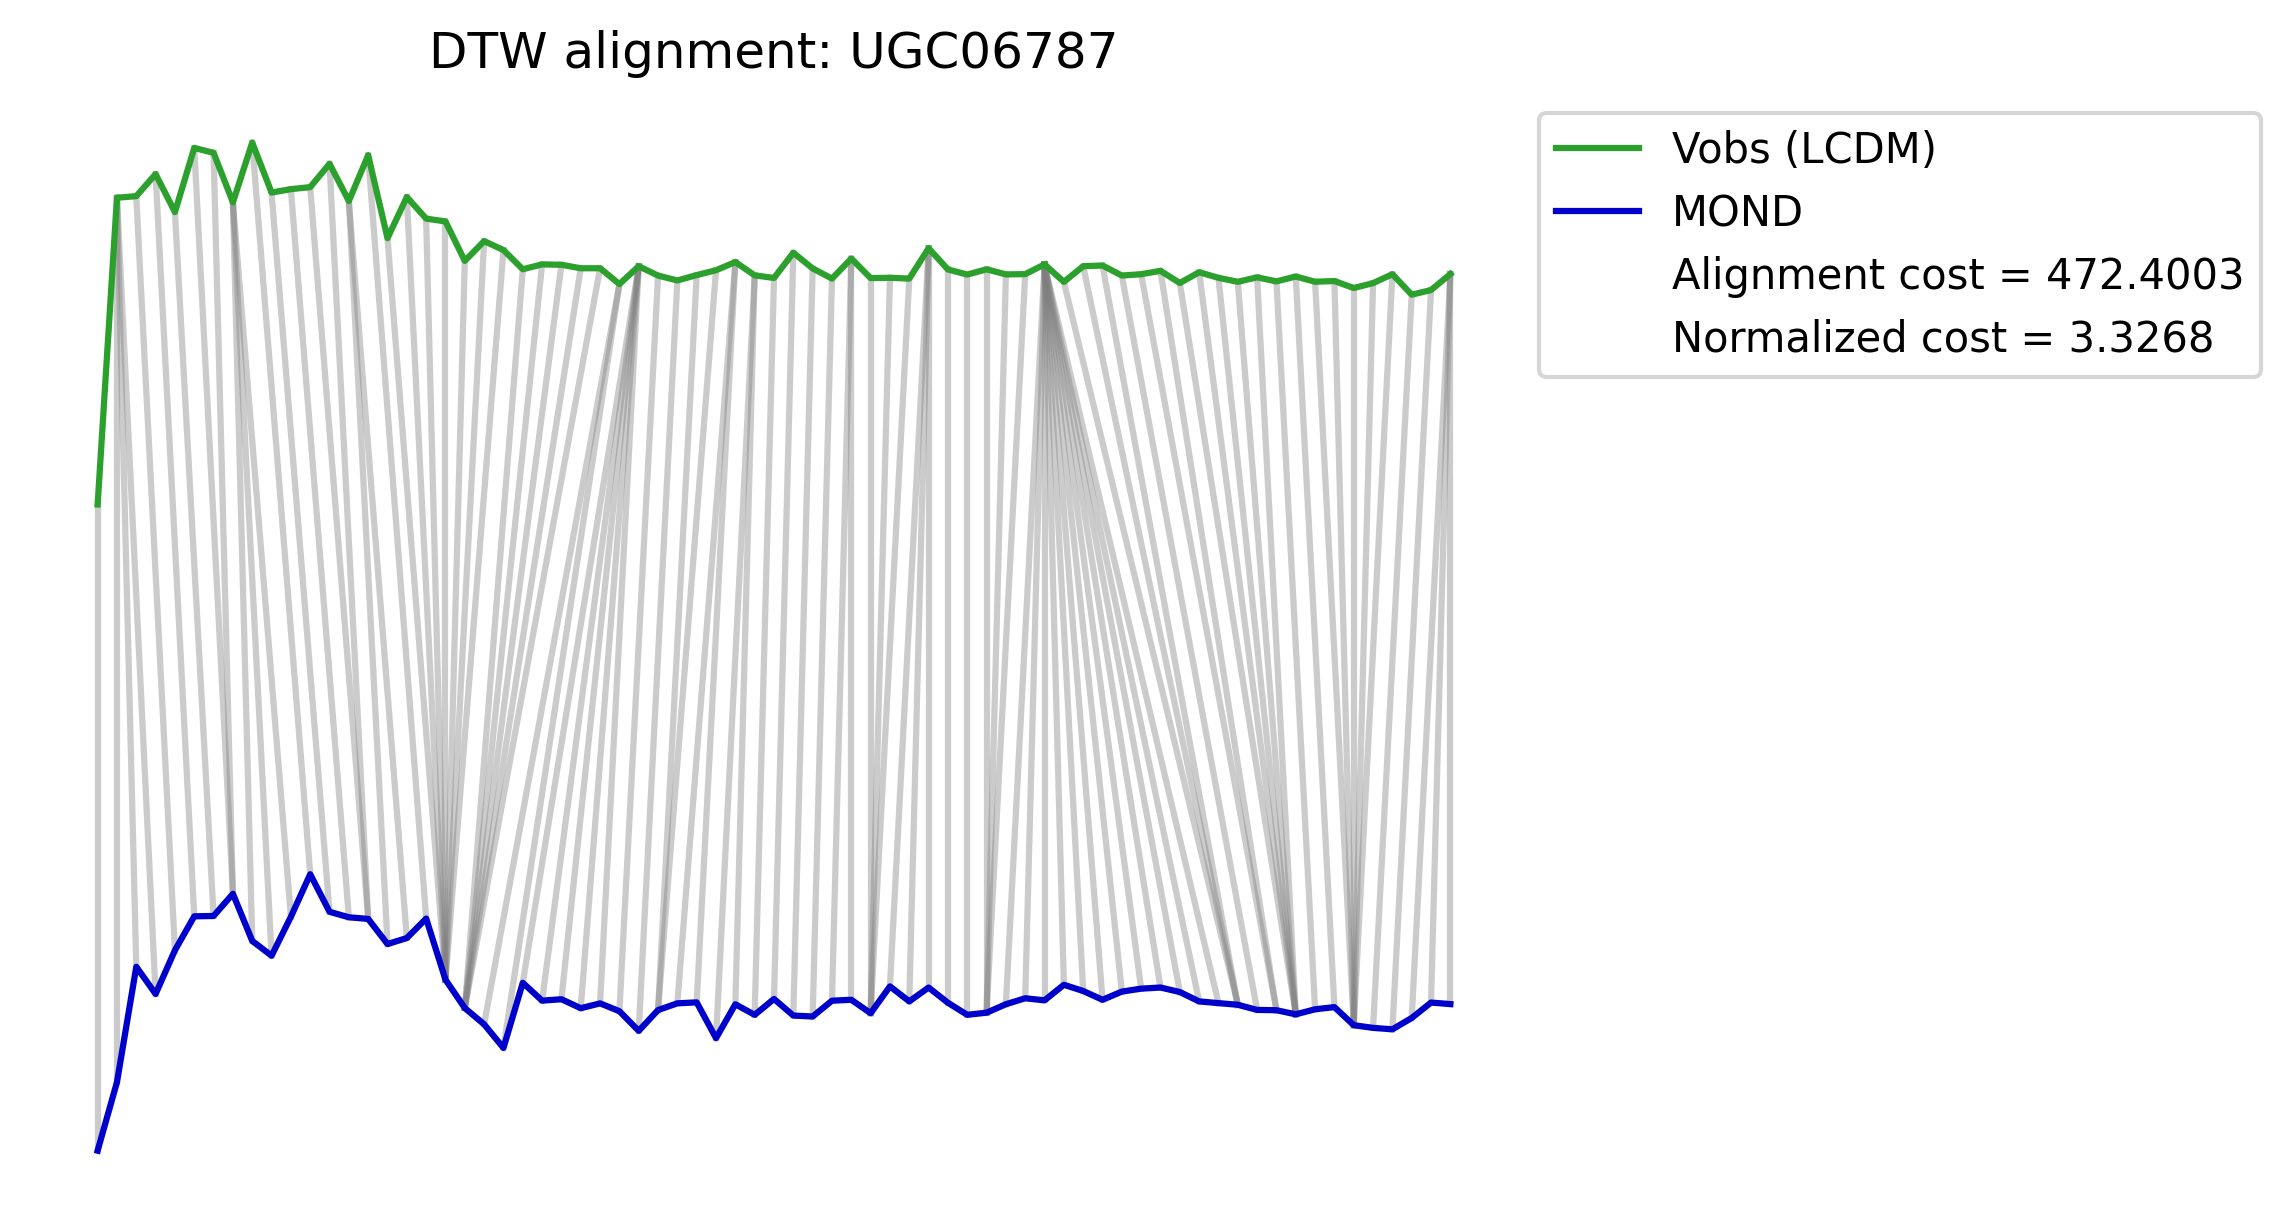 DTW alignment: UGC06787
Vobs (LCDM)
MOND
Alignment cost = 472.4003
Normalized cost = 3.3268